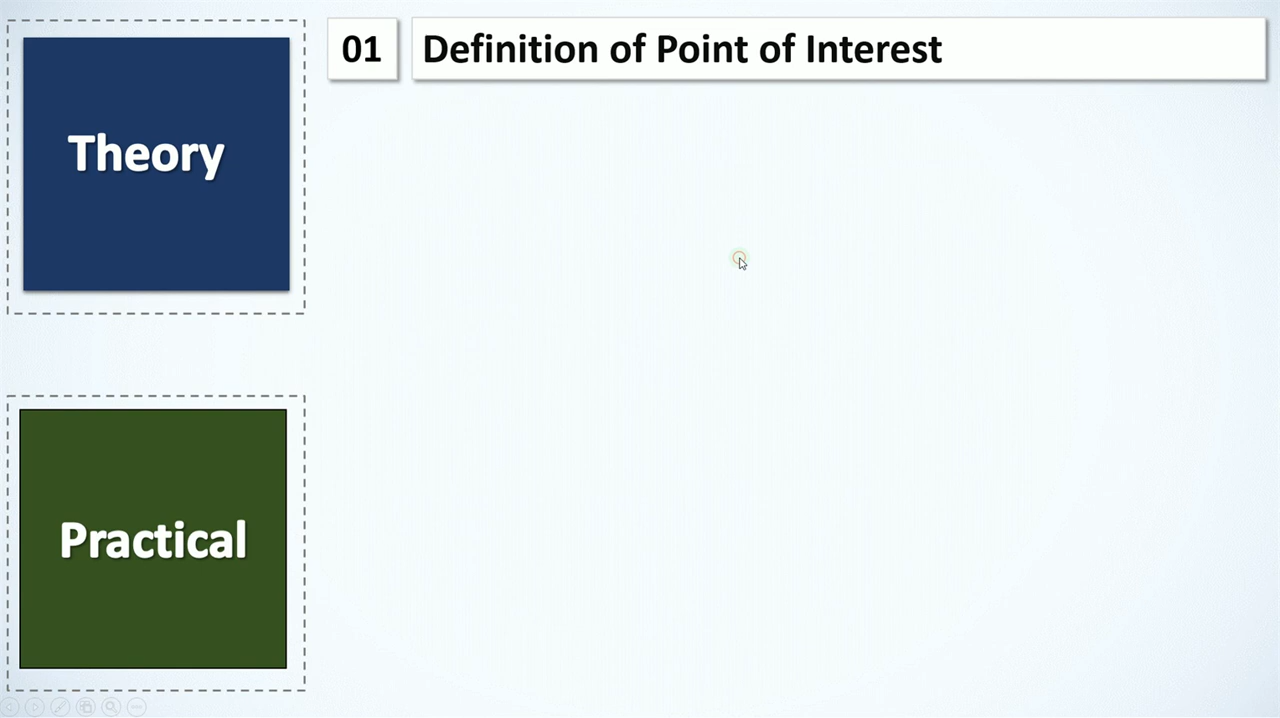 Theory
01 Definition of Point of Interest
Practical